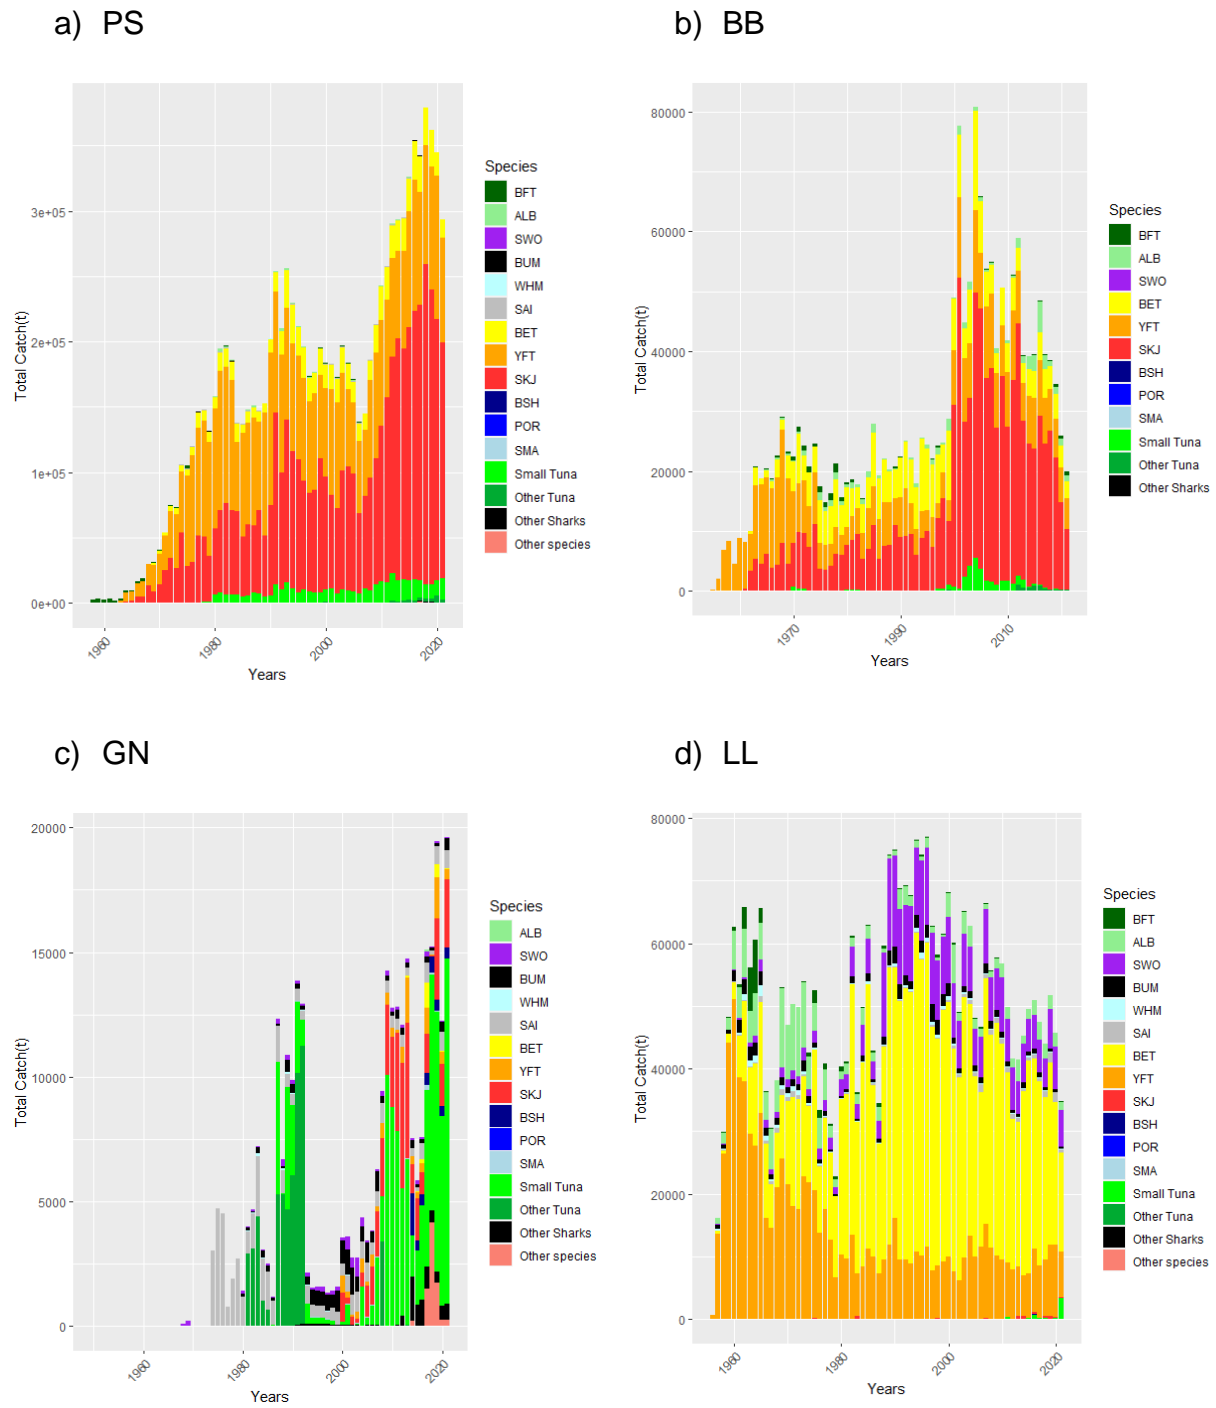 a) PS
3e+05
2e+05
1e+05
0e+00
Total Catch(t)
1960
1980
2000
2020
Years
Species
BFT
ALB
SWO
BUM
WHM
SAI
BET
YFT
SKJ
BSH
POR
SMA
Small Tuna
Other Tuna
Other Sharks
Other species
b) BB
80000
60000
40000
20000
0
Total Catch(t)
1970
1990
2010
Years
Species
BFT
ALB
SWO
BET
YFT
SKJ
BSH
POR
SMA
Small Tuna
Other Tuna
Other Sharks
c) GN
20000
15000
10000
5000
0
Total Catch(t)
1960
1980
2000
2020
Years
Species
ALB
SWO
BUM
WHM
SAI
BET
YFT
SKJ
BSH
POR
SMA
Small Tuna
Other Tuna
Other Sharks
Other species
d) LL
80000
60000
40000
20000
0
Total Catch(t)
1960
1980
2000
2020
Years
Species
BFT
ALB
SWO
BUM
WHM
SAI
BET
YFT
SKJ
BSH
POR
SMA
Small Tuna
Other Tuna
Other Sharks
Other species